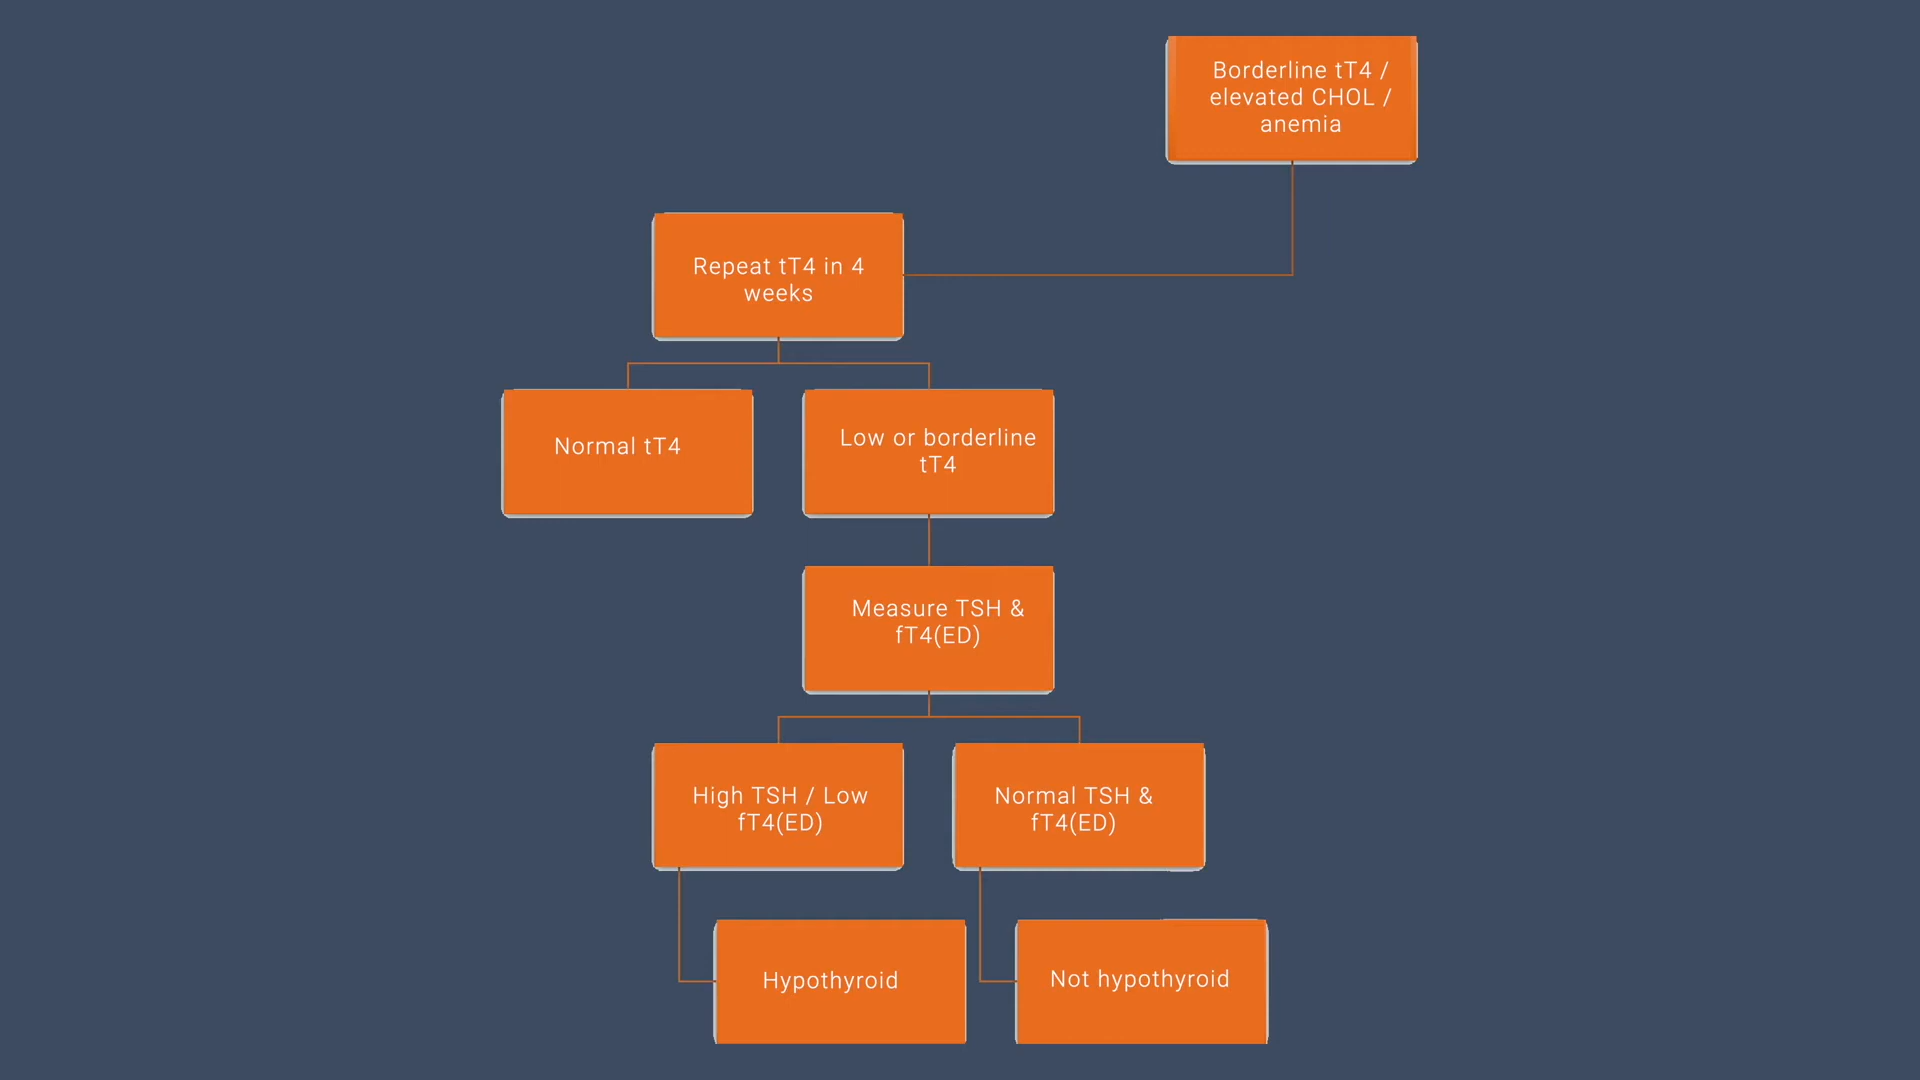 Borderline tT4 /
elevated CHOL /
anemia
Repeat tT4 in 4
weeks
Normal tT4
Low or borderline
tT4
Measure TSH &
fT4(ED)
High TSH / Low
fT4(ED)
Normal TSH &
fT4(ED)
Hypothyroid
Not hypothyroid